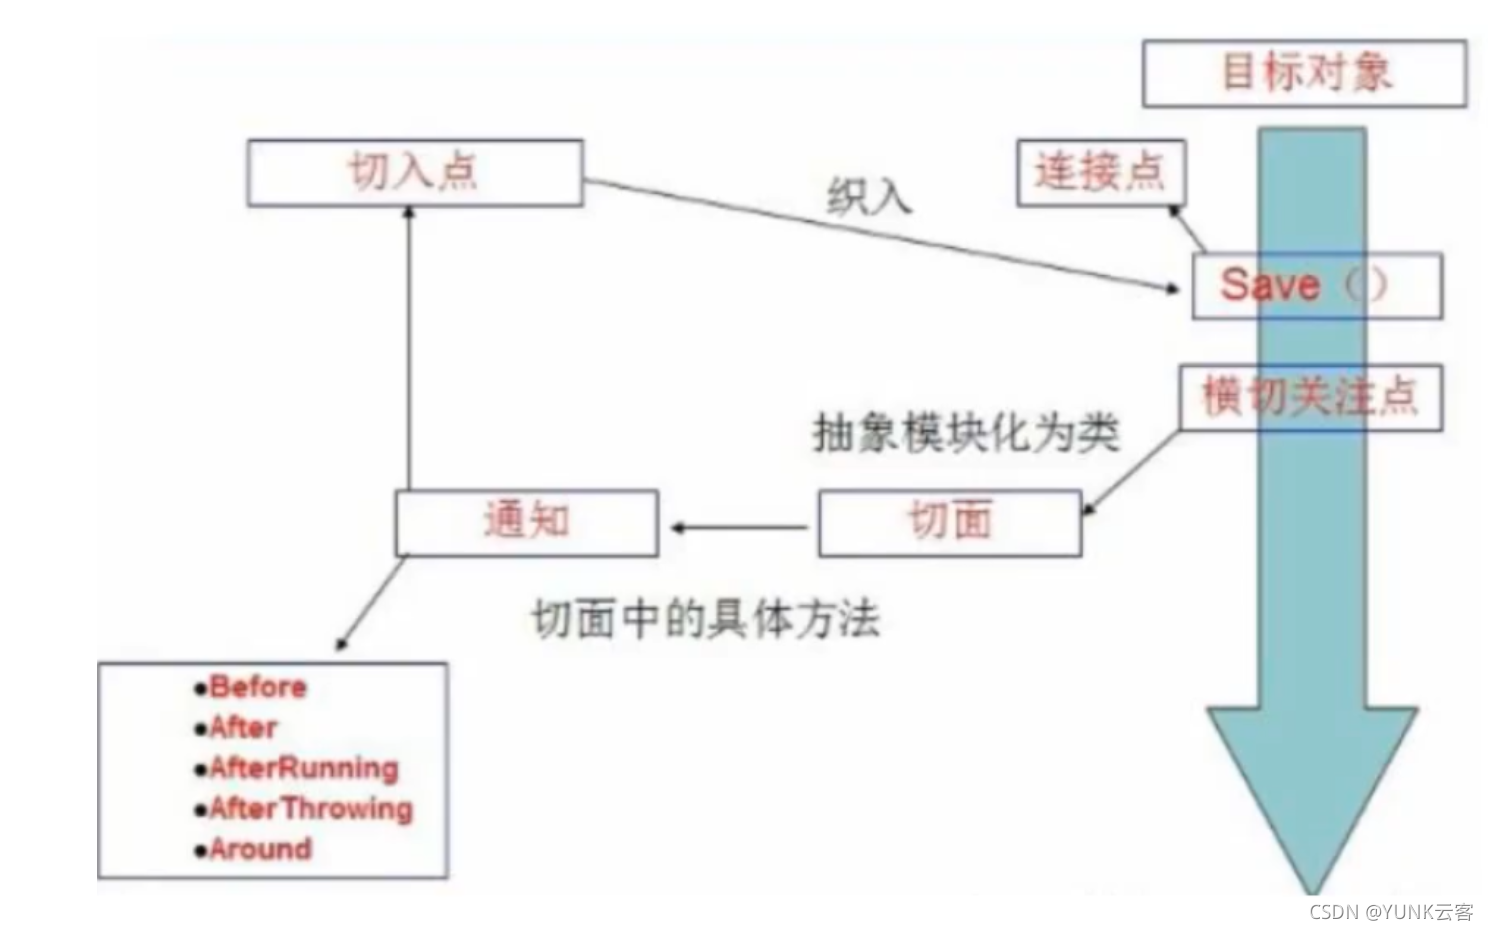 目标对象
切入点
织入
连接点
Save（）
横切关注点
抽象模块化为类
通知
切面
切面中的具体方法
●Before
●After
●AfterRunning
●AfterThrowing
●Around
CSDN @YUNK云客